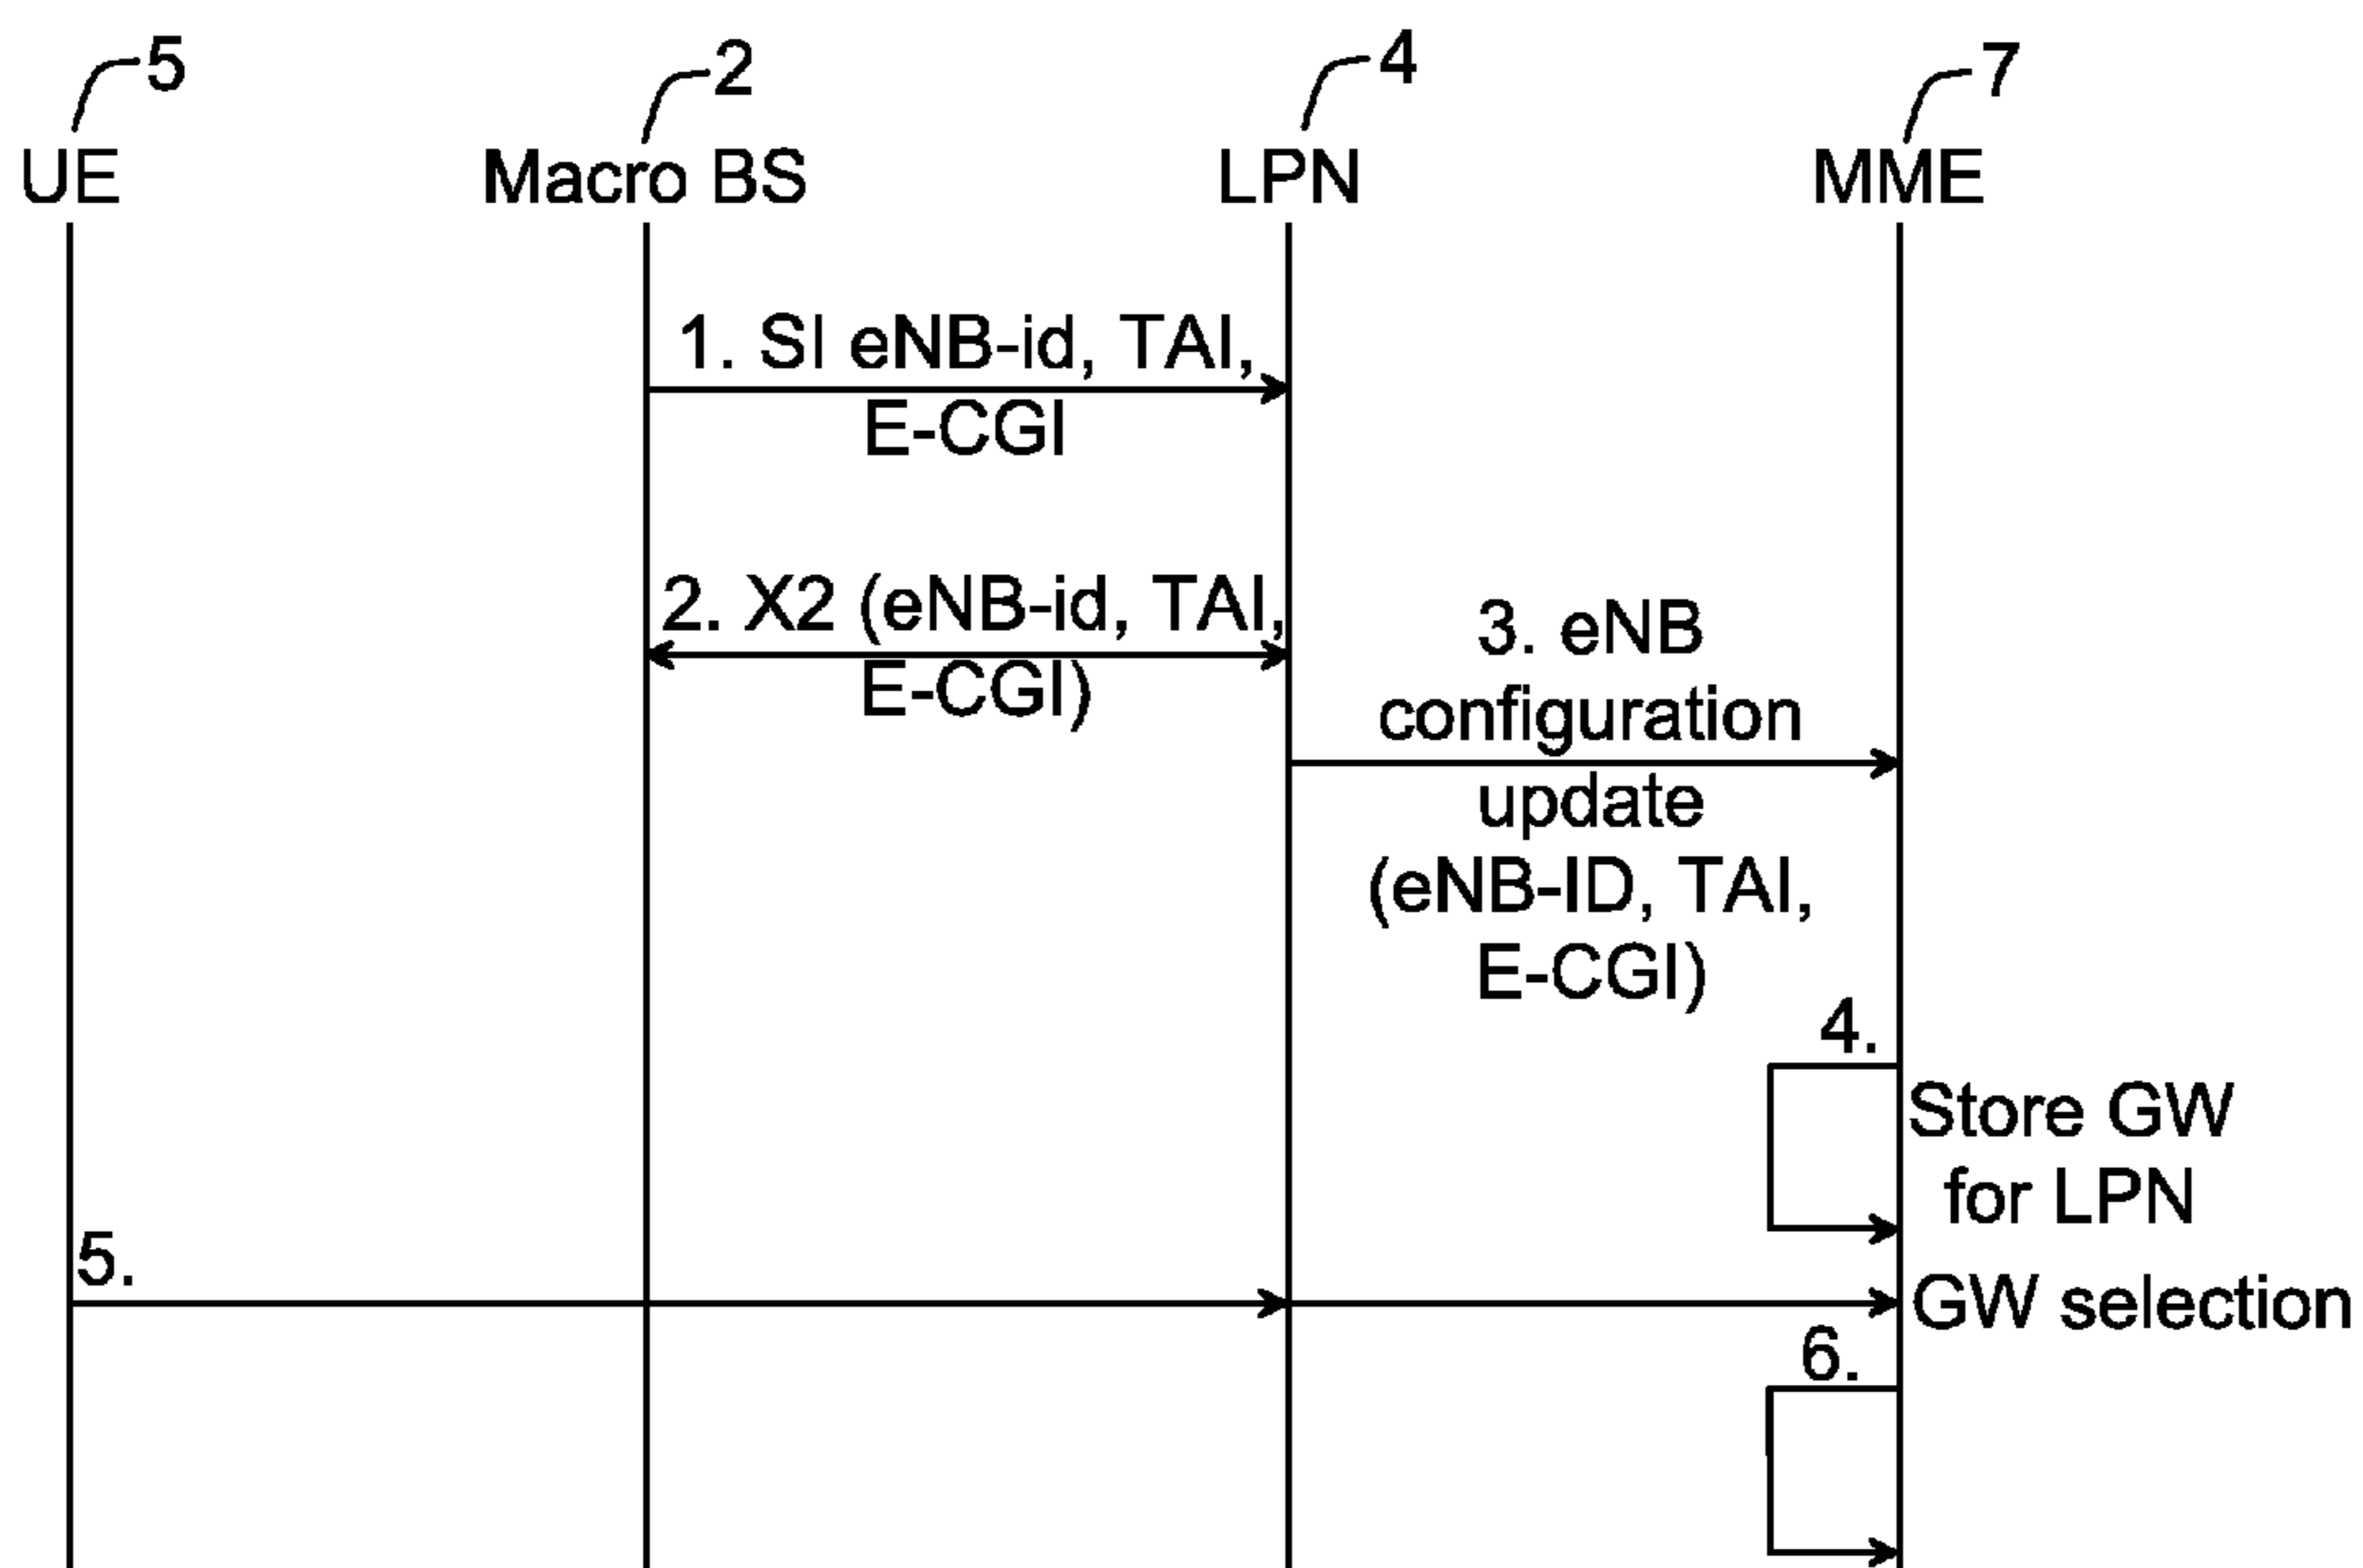 5
2
4
7
UE
Macro BS
LPN
MME
1. SI eNB-id, TAI,
E-CGI
2. X2 (eNB-id, TAI,
E-CGI)
3. eNB
configuration
update
(eNB-ID, TAI,
E-CGI)
4.
Store GW
for LPN
5.
GW selection
6.